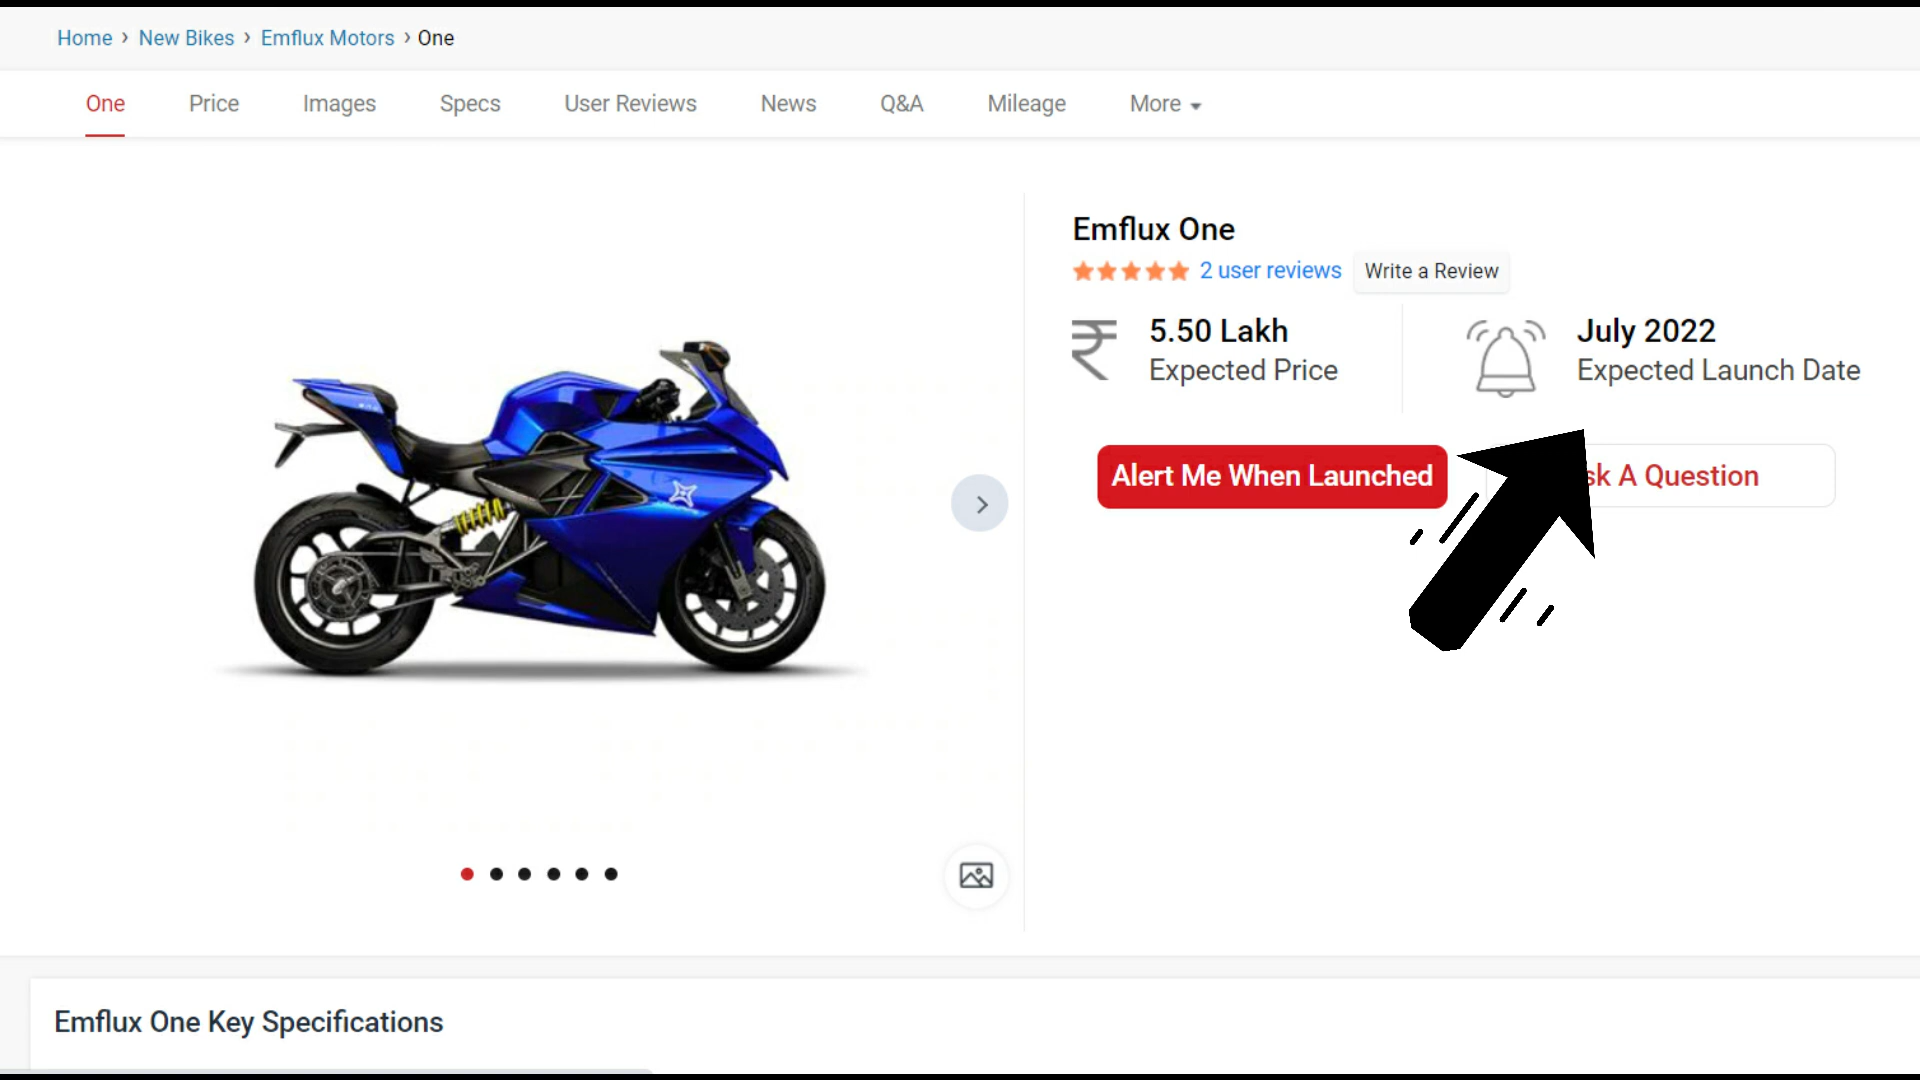 Home › New Bikes › Emflux Motors › One
One Price Images Specs User Reviews News Q&A Mileage More
Emflux One
2 user reviews Write a Review
₹ 5.50 Lakh July 2022
Expected Price Expected Launch Date
Alert Me When Launched sk A Question
Emflux One Key Specifications